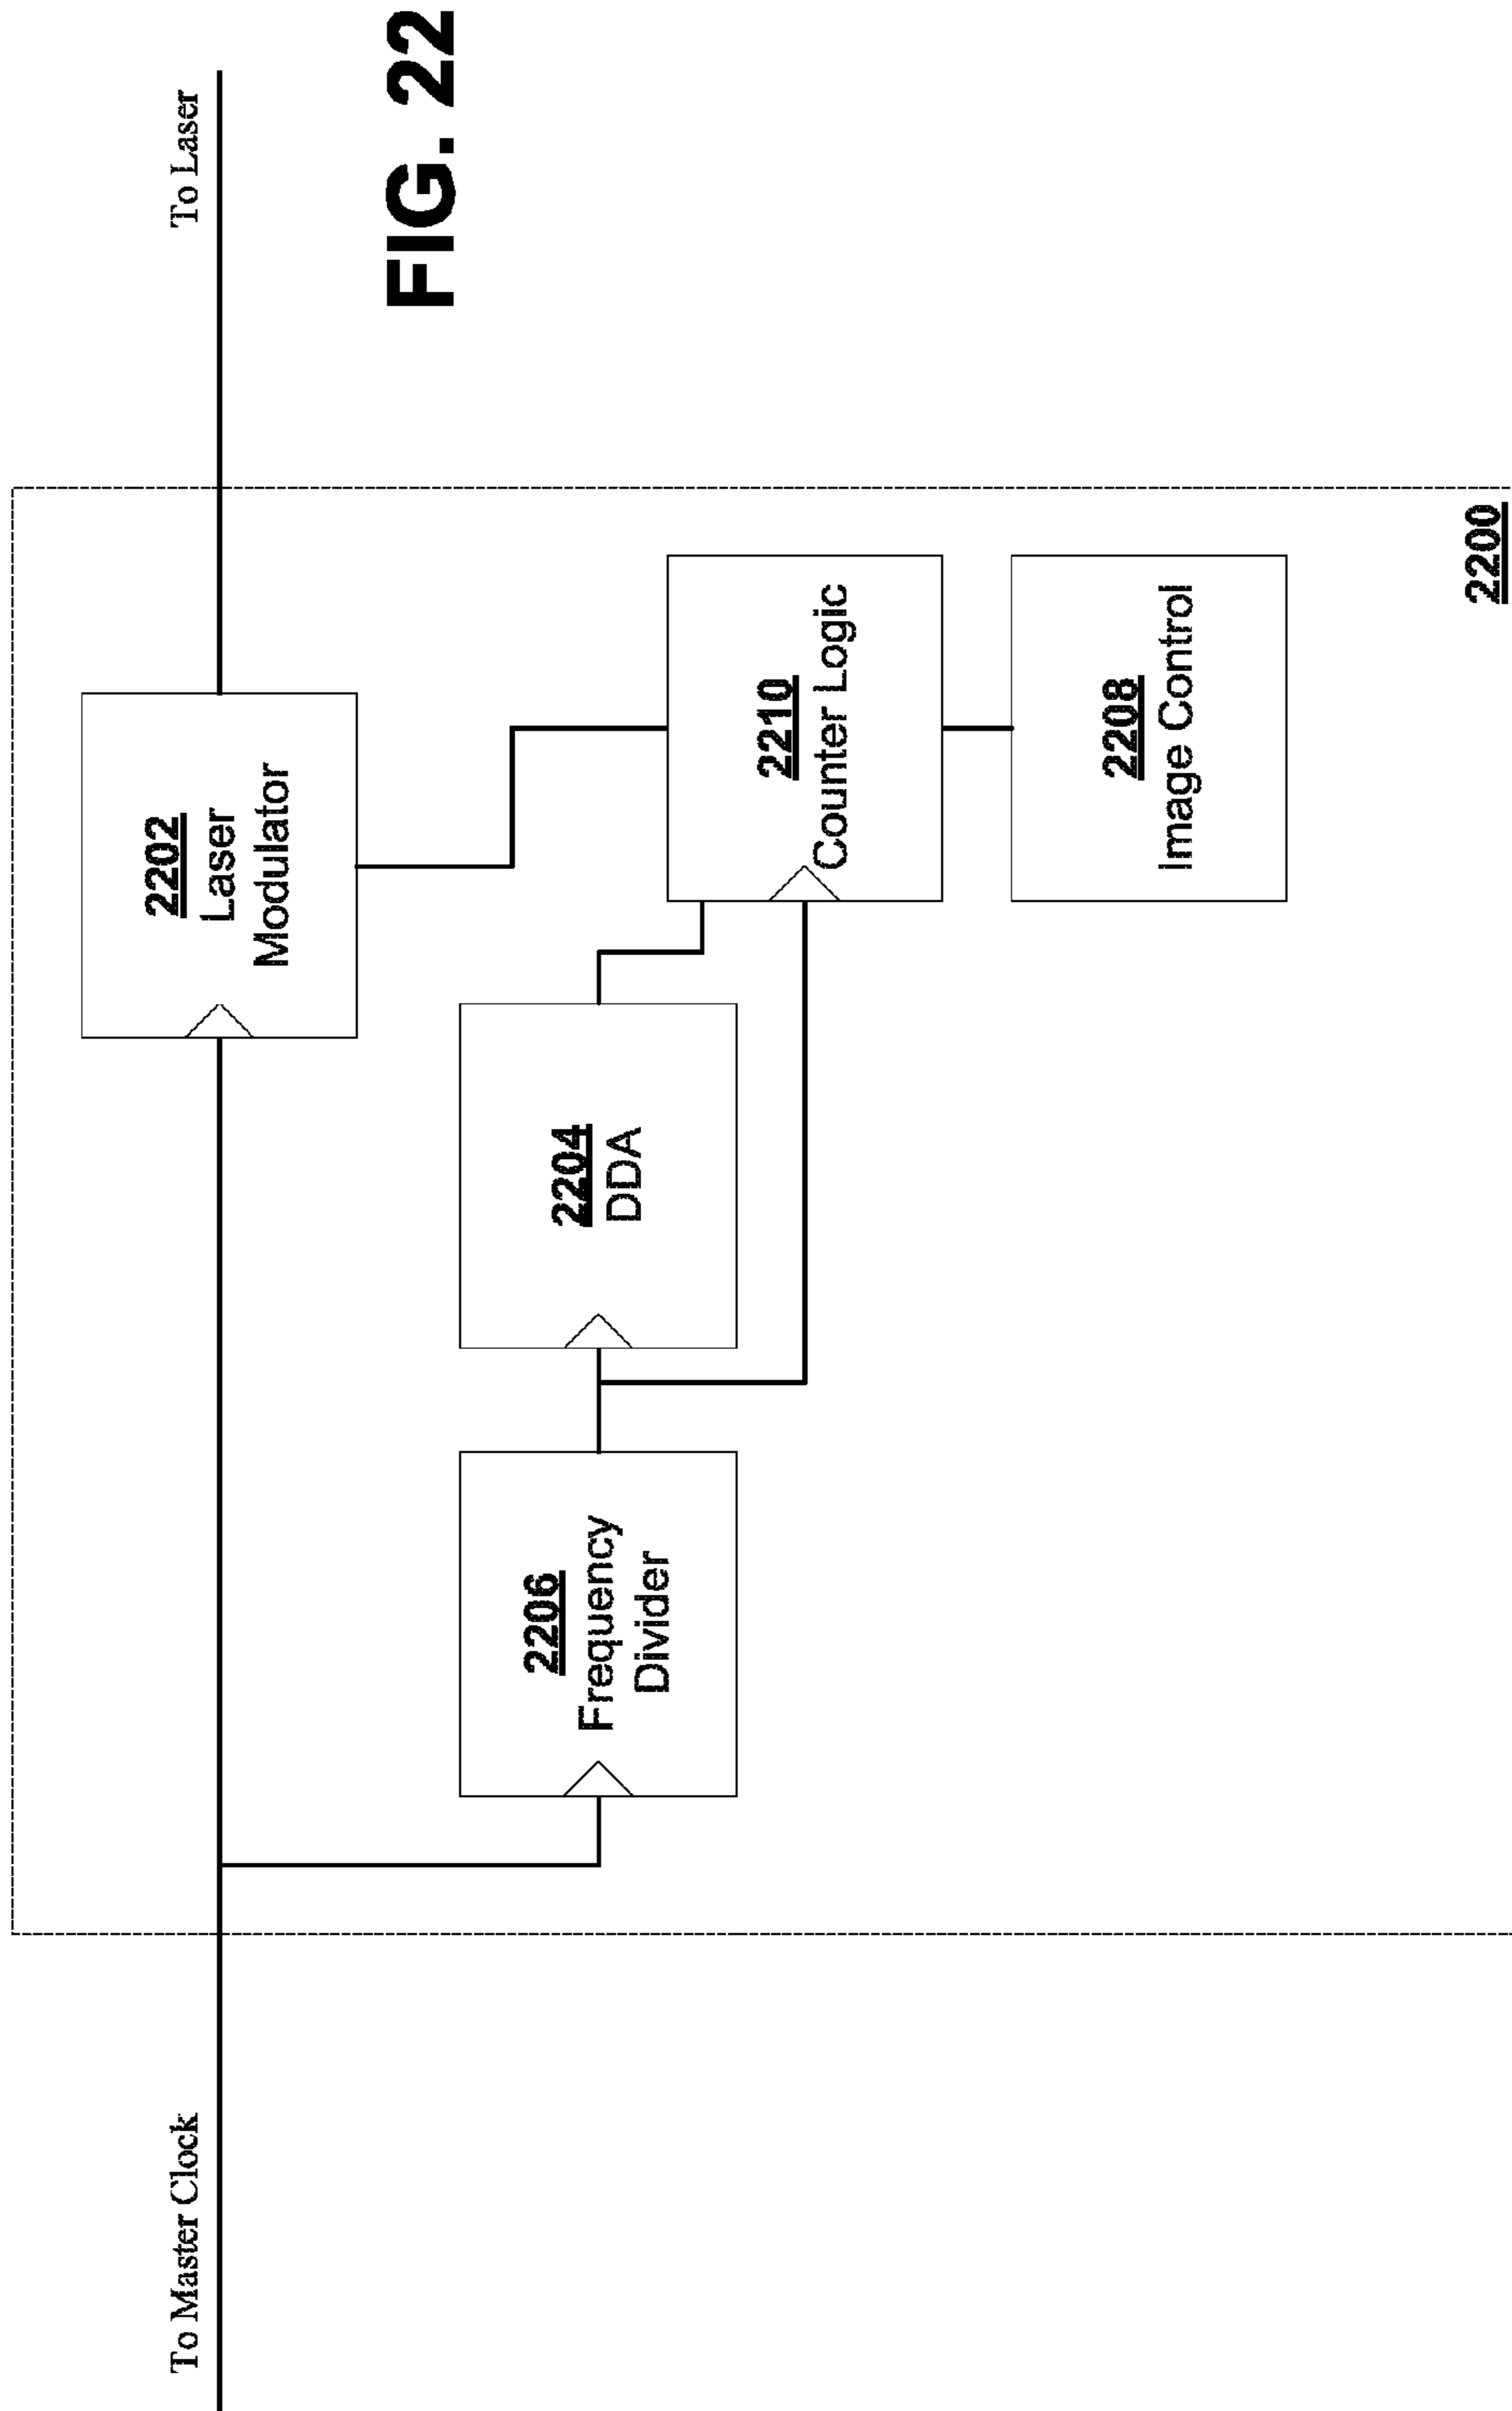 To Master Clock
To Laser
2202
Laser
Modulator
FIG. 22
2206
Frequency
Divider
2204
DDA
2210
Counter Logic
2208
Image Control
2200